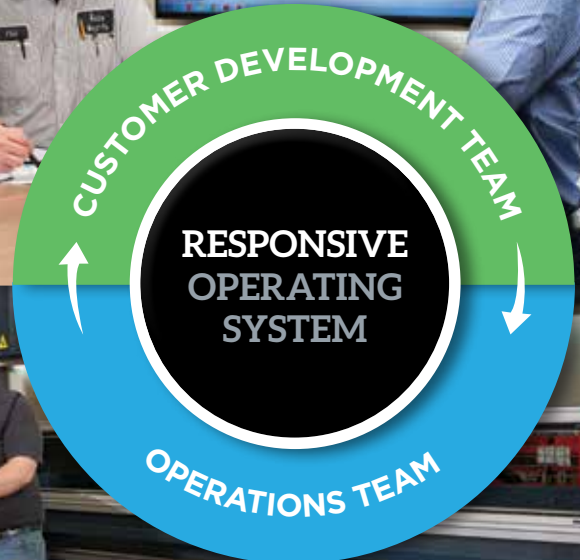 CUSTOMER DEVELOPMENT TEAM
RESPONSIVE
OPERATING
SYSTEM
OPERATIONS TEAM